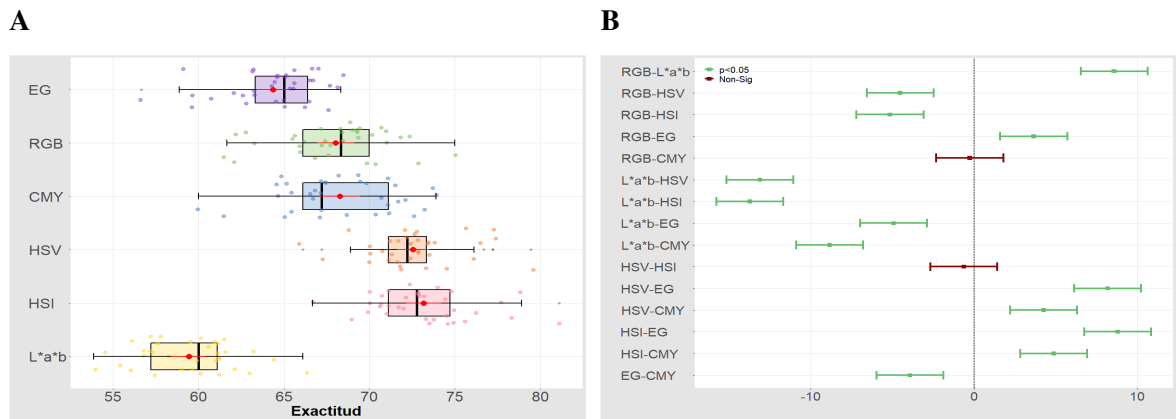 A
EG
RGB
CMY
HSV
HSI
L*a*b
55 60 65 70 75 80
Exactitud
B
p<0.05
Non-Sig
RGB-L*a*b
RGB-HSV
RGB-HSI
RGB-EG
RGB-CMY
L*a*b-HSV
L*a*b-HSI
L*a*b-EG
L*a*b-CMY
HSV-HSI
HSV-EG
HSV-CMY
HSI-EG
HSI-CMY
EG-CMY
-10 0 10